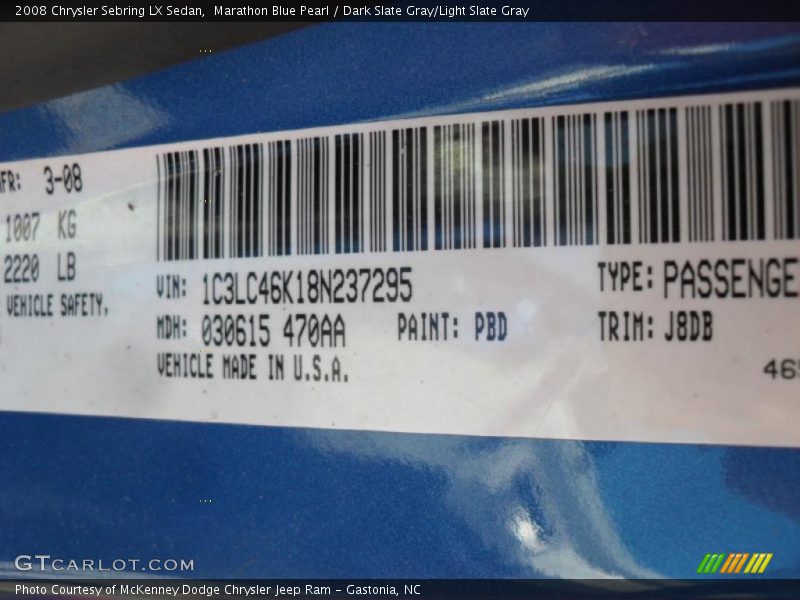 2008 Chrysler Sebring LX Sedan,  Marathon Blue Pearl / Dark Slate Gray/Light Slate Gray
FR: 3-08
1007 KG
2220 LB
VEHICLE SAFETY.
VIN: 1C3LC46K18N237295
TYPE: PASSENGE
MDH: 030615 470AA
PAINT: PBD
TRIM: J8DB
VEHICLE MADE IN U.S.A.
GTCARLOT.COM
Photo Courtesy of McKenney Dodge Chrysler Jeep Ram - Gastonia, NC